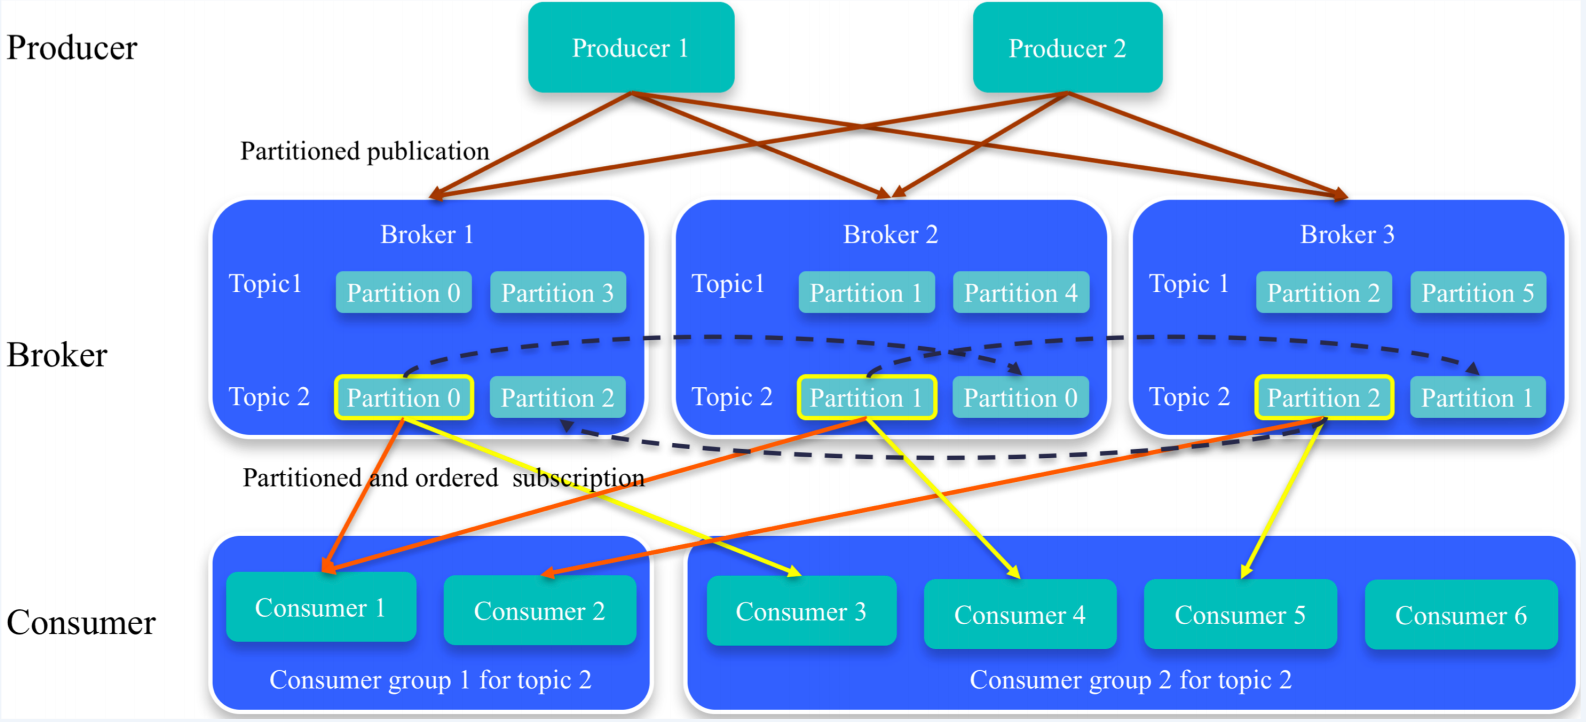 Producer
Producer 1
Producer 2
Partitioned publication
Broker 1
Broker 2
Broker 3
Topic1
Partition 0
Partition 3
Topic1
Partition 1
Partition 4
Topic 1
Partition 2
Partition 5
Broker
Topic 2
Partition 0
Partition 2
Topic 2
Partition 1
Partition 0
Topic 2
Partition 2
Partition 1
Partitioned and ordered  subscription
Consumer
Consumer 1
Consumer 2
Consumer 3
Consumer 4
Consumer 5
Consumer 6
Consumer group 1 for topic 2
Consumer group 2 for topic 2